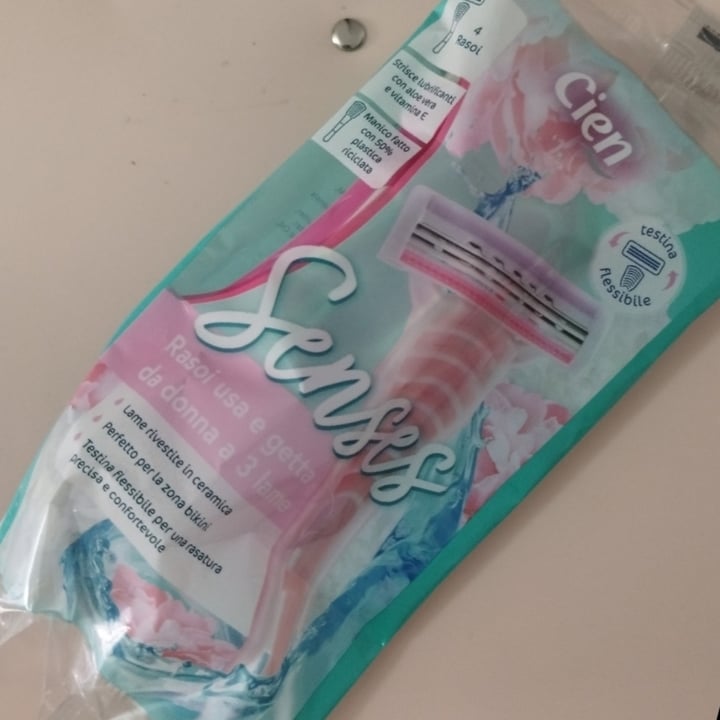 4
Rasoi
Strisce lubrificanti
con aloe vera
e vitamina E
Manico fatto
con 50%
plastica
riciclata
Cien
testina
flessibile
Senses
Rasoi usa e getta
da donna a 3 lame
Lame rivestite in ceramica
Perfetto per la zona bikini
Testina flessibile per una rasatura
precisa e confortevole